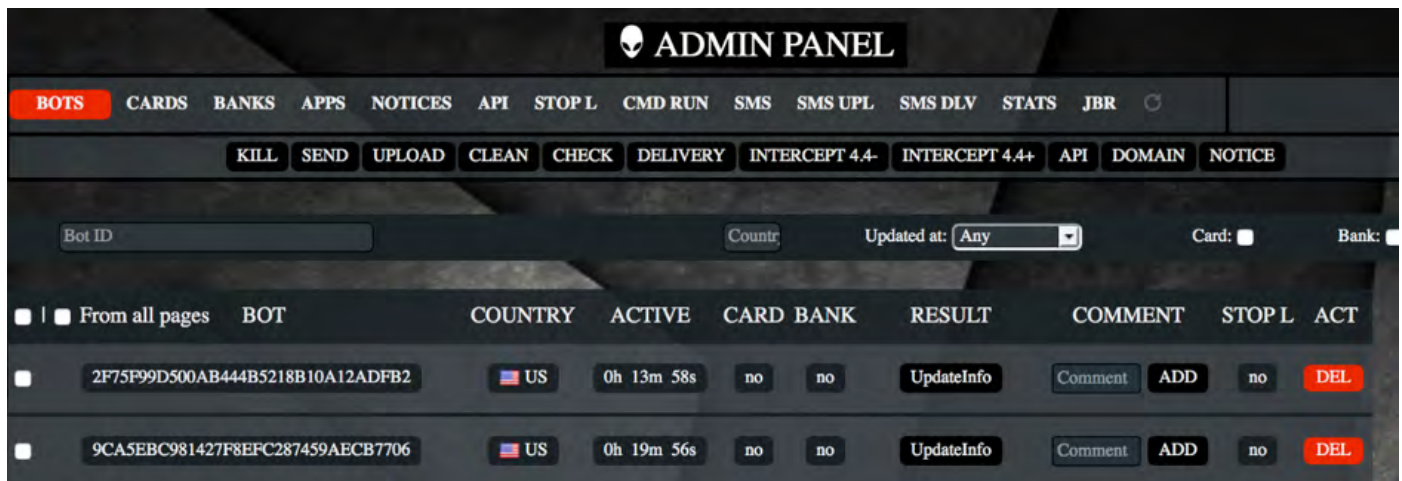 ADMIN PANEL
BOTS CARDS BANKS APPS NOTICES API STOP L CMD RUN SMS SMS UPL SMS DLV STATS JBR
KILL SEND UPLOAD CLEAN CHECK DELIVERY INTERCEPT 4.4- INTERCEPT 4.4+ API DOMAIN NOTICE
Bot ID Countr Updated at: Any Card: Bank:
| From all pages BOT COUNTRY ACTIVE CARD BANK RESULT COMMENT STOP L ACT
2F75F99D500AB444B5218B10A12ADFB2 US 0h 13m 58s no no UpdateInfo Comment ADD no DEL
9CA5EBC981427F8EFC287459AECB7706 US 0h 19m 56s no no UpdateInfo Comment ADD no DEL